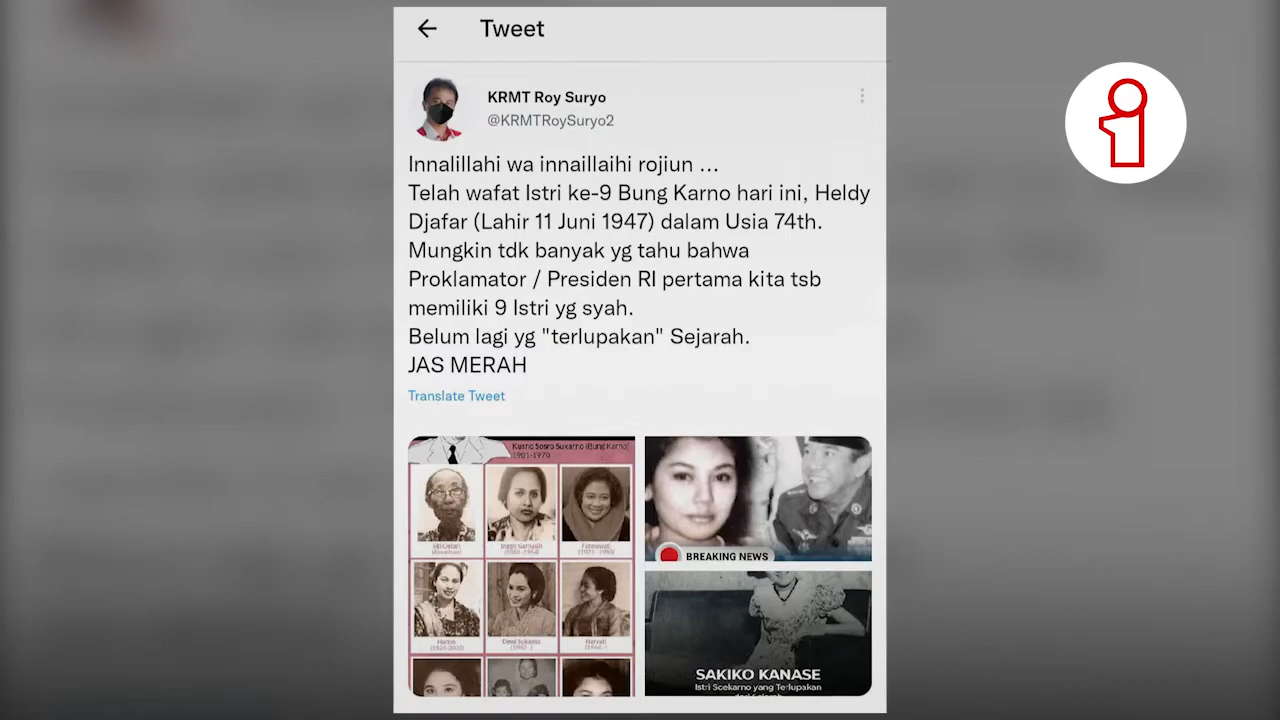 Tweet
KRMT Roy Suryo
@KRMTRoySuryo2
Innalillahi wa innaillaihi rojiun ...
Telah wafat Istri ke-9 Bung Karno hari ini, Heldy
Djafar (Lahir 11 Juni 1947) dalam Usia 74th.
Mungkin tdk banyak yg tahu bahwa
Proklamator / Presiden RI pertama kita tsb
memiliki 9 Istri yg syah.
Belum lagi yg "terlupakan" Sejarah.
JAS MERAH
Translate Tweet
Kusno Sosro Sukarno (Bung Karno)
1901-1970
Inggit Garnasih
Fatmawati
Hartini
Dewi Sukarno
Haryati
BREAKING NEWS
SAKIKO KANASE
Istri Soekarno yang Terlupakan